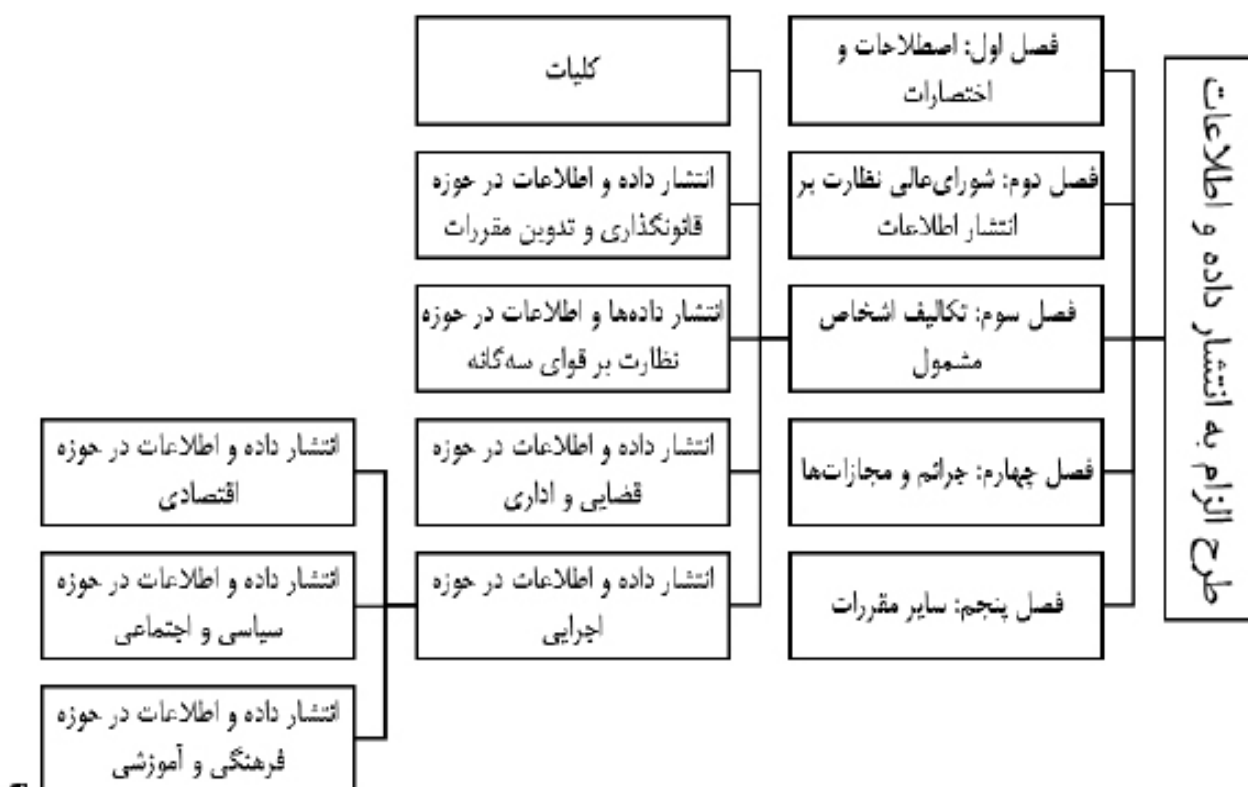 طرح الزام به انتشار داده و اطلاعات
فصل اول: اصطلاحات و
اختصارات
فصل دوم: شورای‌عالی نظارت بر
انتشار اطلاعات
فصل سوم: تکالیف اشخاص
مشمول
فصل چهارم: جرائم و مجازات‌ها
فصل پنجم: سایر مقررات
کلیات
انتشار داده و اطلاعات در حوزه
قانونگذاری و تدوین مقررات
انتشار داده‌ها و اطلاعات در حوزه
نظارت بر قوای سه‌گانه
انتشار داده و اطلاعات در حوزه
قضایی و اداری
انتشار داده و اطلاعات در حوزه
اجرایی
انتشار داده و اطلاعات در حوزه
اقتصادی
انتشار داده و اطلاعات در حوزه
سیاسی و اجتماعی
انتشار داده و اطلاعات در حوزه
فرهنگی و آموزشی